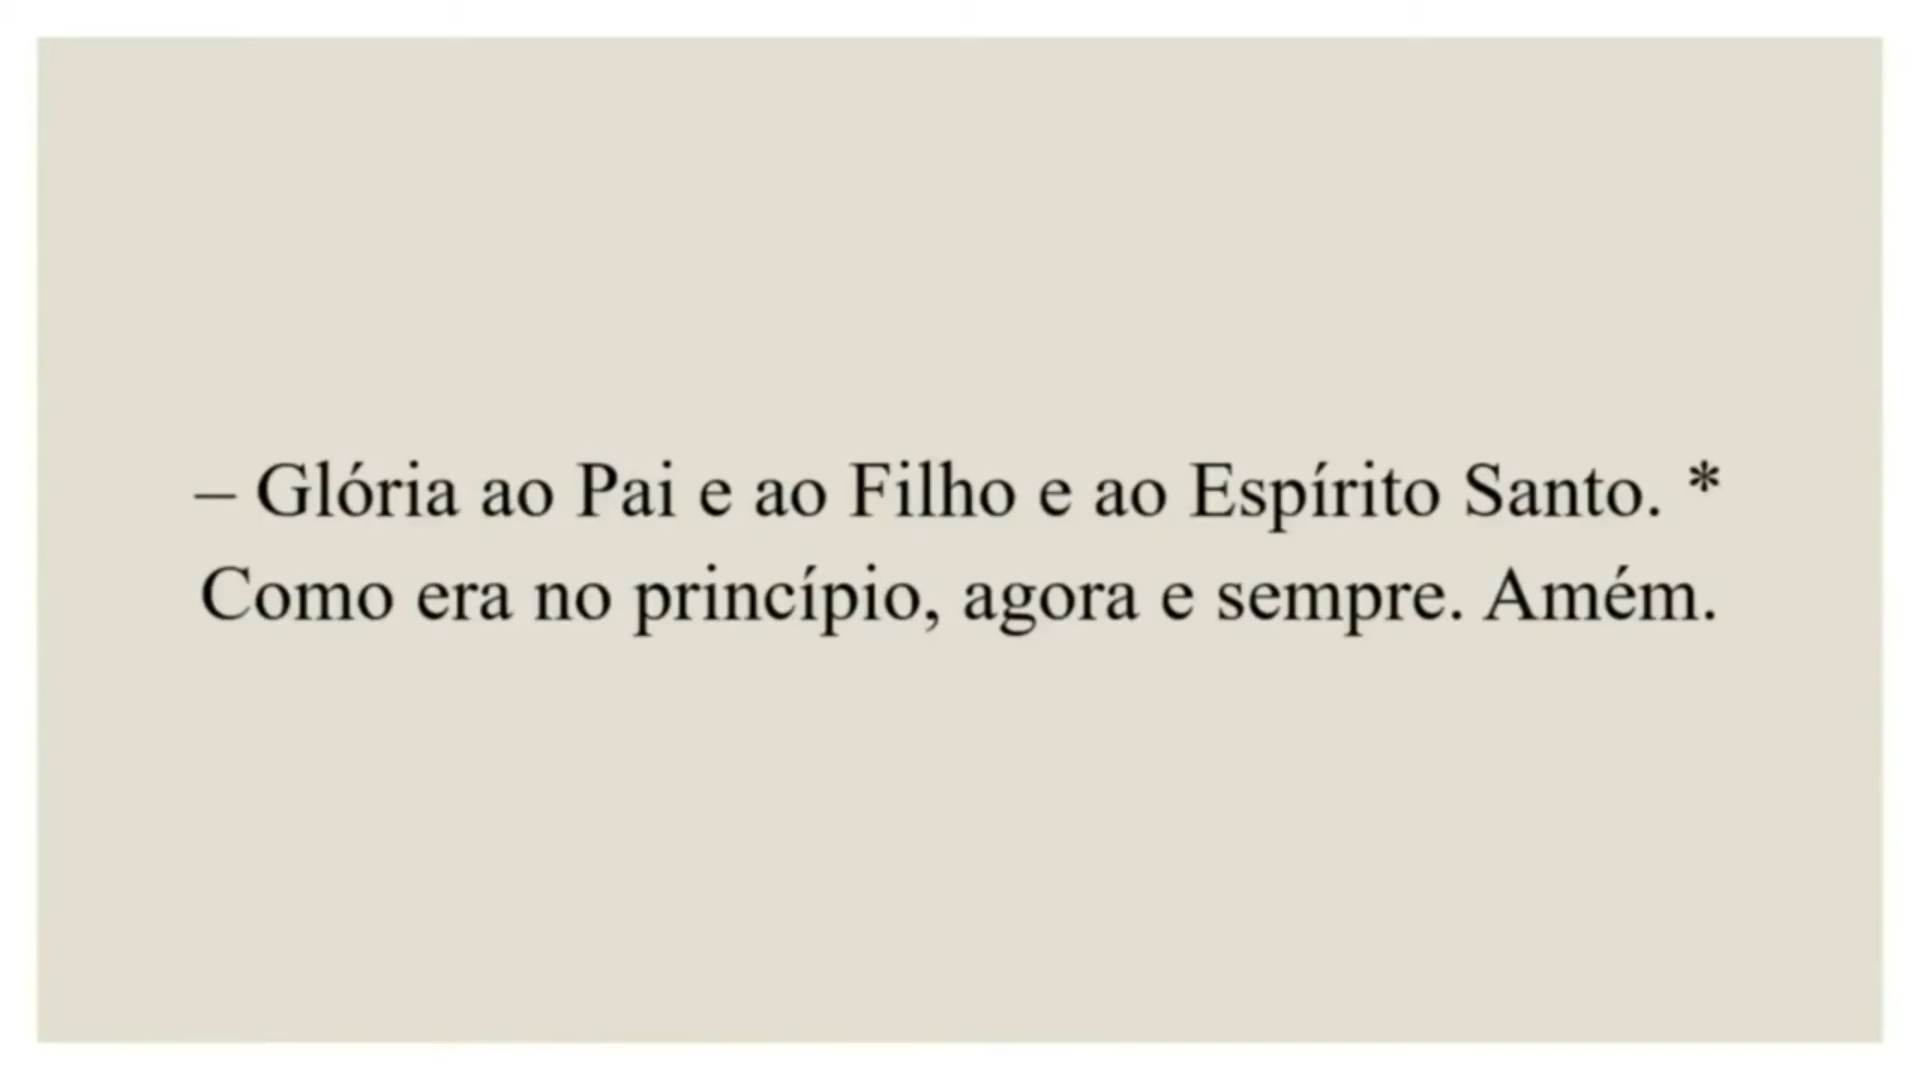 – Glória ao Pai e ao Filho e ao Espírito Santo. *
Como era no princípio, agora e sempre. Amém.